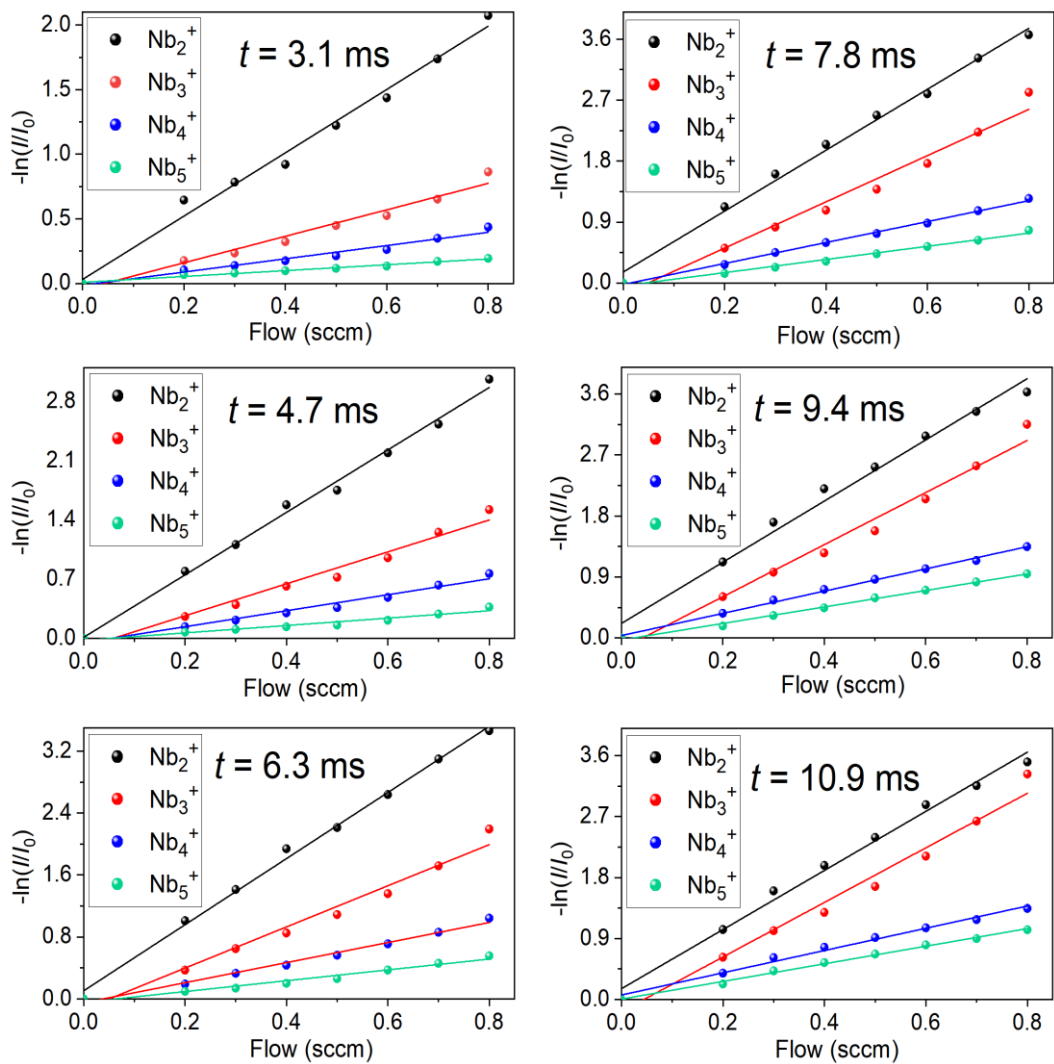 t = 3.1 ms
Nb₂⁺
Nb₃⁺
Nb₄⁺
Nb₅⁺
-ln(I/I₀)
2.0
1.5
1.0
0.5
0.0
0.0 0.2 0.4 0.6 0.8
Flow (sccm)
t = 7.8 ms
Nb₂⁺
Nb₃⁺
Nb₄⁺
Nb₅⁺
-ln(I/I₀)
3.6
2.7
1.8
0.9
0.0
0.0 0.2 0.4 0.6 0.8
Flow (sccm)
t = 4.7 ms
Nb₂⁺
Nb₃⁺
Nb₄⁺
Nb₅⁺
-ln(I/I₀)
2.8
2.1
1.4
0.7
0.0
0.0 0.2 0.4 0.6 0.8
Flow (sccm)
t = 9.4 ms
Nb₂⁺
Nb₃⁺
Nb₄⁺
Nb₅⁺
-ln(I/I₀)
3.6
2.7
1.8
0.9
0.0
0.0 0.2 0.4 0.6 0.8
Flow (sccm)
t = 6.3 ms
Nb₂⁺
Nb₃⁺
Nb₄⁺
Nb₅⁺
-ln(I/I₀)
3.2
2.4
1.6
0.8
0.0
0.0 0.2 0.4 0.6 0.8
Flow (sccm)
t = 10.9 ms
Nb₂⁺
Nb₃⁺
Nb₄⁺
Nb₅⁺
-ln(I/I₀)
3.6
2.7
1.8
0.9
0.0
0.0 0.2 0.4 0.6 0.8
Flow (sccm)